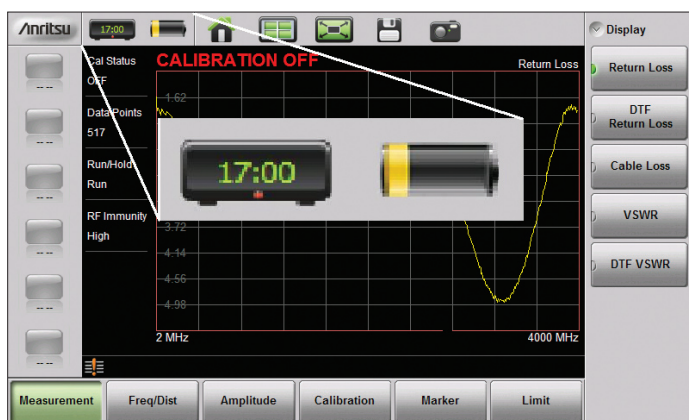 Anritsu
17:00
Display
Cal Status
OFF
CALIBRATION OFF
Return Loss
-1.62
Data Points
517
17:00
Run/Hold
Run
RF Immunity
High
-3.72
-4.14
-4.56
-4.98
2 MHz
4000 MHz
-- --
-- --
-- --
-- --
-- --
-- --
Return Loss
DTF
Return Loss
Cable Loss
VSWR
DTF VSWR
Measurement
Freq/Dist
Amplitude
Calibration
Marker
Limit